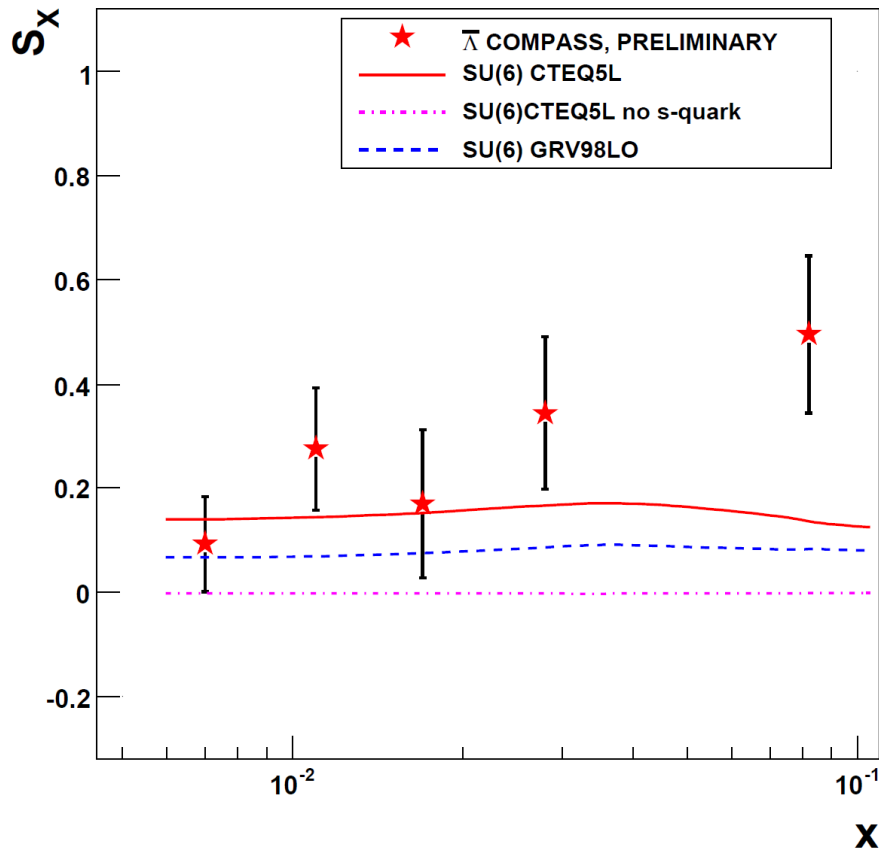 S_X
Λ̅ COMPASS, PRELIMINARY
SU(6) CTEQ5L
SU(6)CTEQ5L no s-quark
SU(6) GRV98LO
1
0.8
0.6
0.4
0.2
0
-0.2
10^-2
10^-1
x